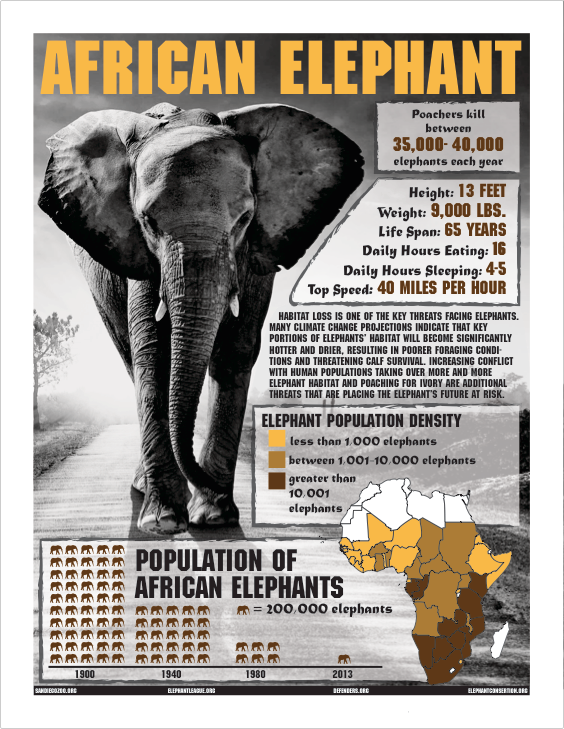 AFRICAN ELEPHANT
Poachers kill
between
35,000- 40,000
elephants each year
Height: 13 FEET
Weight: 9,000 LBS.
Life Span: 65 YEARS
Daily Hours Eating: 16
Daily Hours Sleeping: 4-5
Top Speed: 40 MILES PER HOUR
HABITAT LOSS IS ONE OF THE KEY THREATS FACING ELEPHANTS.
MANY CLIMATE CHANGE PROJECTIONS INDICATE THAT KEY
PORTIONS OF ELEPHANTS' HABITAT WILL BECOME SIGNIFICANTLY
HOTTER AND DRIER, RESULTING IN POORER FORAGING CONDI-
TIONS AND THREATENING CALF SURVIVAL. INCREASING CONFLICT
WITH HUMAN POPULATIONS TAKING OVER MORE AND MORE
ELEPHANT HABITAT AND POACHING FOR IVORY ARE ADDITIONAL
THREATS THAT ARE PLACING THE ELEPHANT'S FUTURE AT RISK.
ELEPHANT POPULATION DENSITY
less than 1,000 elephants
between 1,001-10,000 elephants
greater than
10,001
elephants
POPULATION OF
AFRICAN ELEPHANTS
= 200,000 elephants
1900 1940 1980 2013
SANDIEGOZOO.ORG ELEPHANTLEAGUE.ORG DEFENDERS.ORG ELEPHANTCONSERTION.ORG